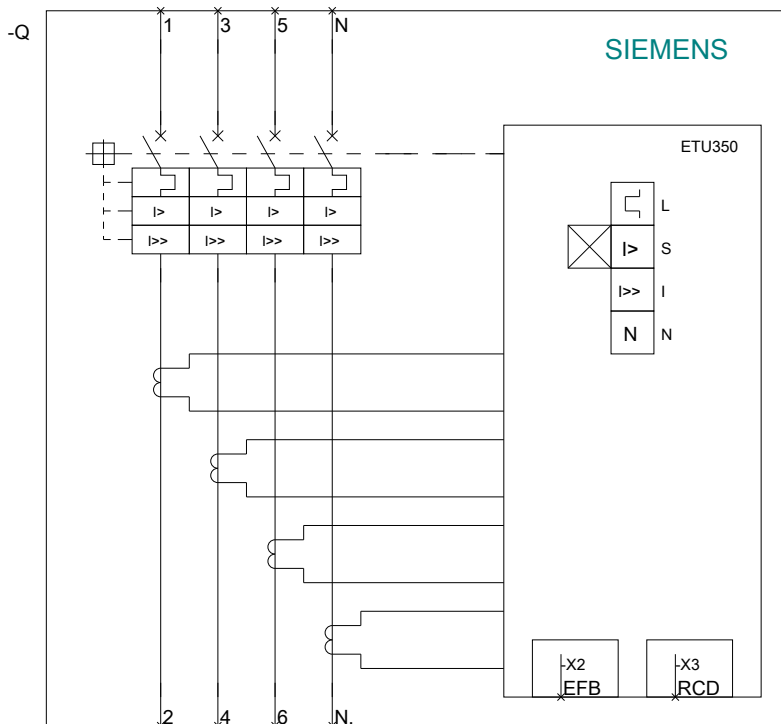 -Q
1 3 5 N
SIEMENS
ETU350
L
I> I> I> I>
I>> I>> I>> I>>
I> S
I>> I
N N
-X2 -X3
EFB RCD
2 4 6 N.